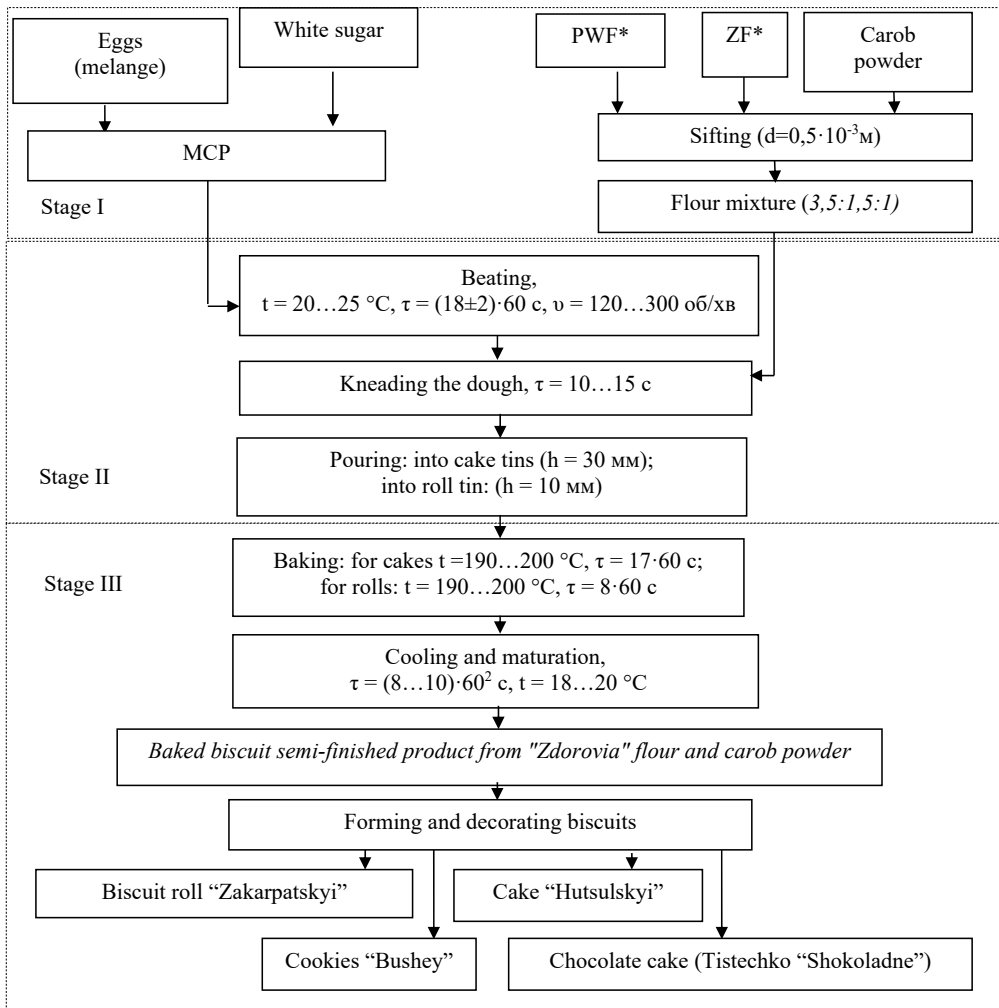 Eggs
(melange)
White sugar
PWF*
ZF*
Carob
powder
MCP
Sifting (d=0,5·10⁻³м)
Stage I
Flour mixture (3,5:1,5:1)
Beating,
t = 20…25 °C, τ = (18±2)·60 с, υ = 120…300 об/хв
Kneading the dough, τ = 10…15 с
Stage II
Pouring: into cake tins (h = 30 мм);
into roll tin: (h = 10 мм)
Stage III
Baking: for cakes t =190…200 °C, τ = 17·60 с;
for rolls: t = 190…200 °C, τ = 8·60 с
Cooling and maturation,
τ = (8…10)·60² с, t = 18…20 °C
Baked biscuit semi-finished product from "Zdorovia" flour and carob powder
Forming and decorating biscuits
Biscuit roll “Zakarpatskyi”
Cake “Hutsulskyi”
Cookies “Bushey”
Chocolate cake (Tistechko “Shokoladne”)